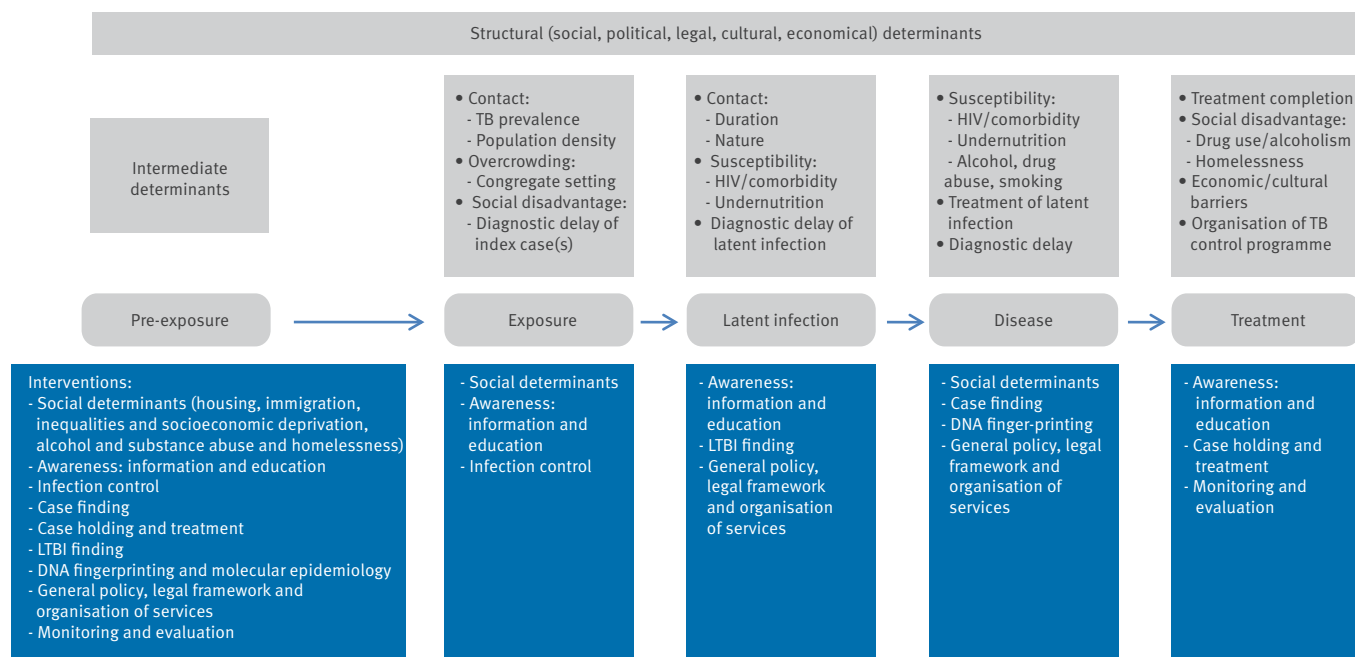 Structural (social, political, legal, cultural, economical) determinants
Intermediate
determinants
• Contact:
- TB prevalence
- Population density
• Overcrowding:
- Congregate setting
• Social disadvantage:
- Diagnostic delay of
index case(s)
• Contact:
- Duration
- Nature
• Susceptibility:
- HIV/comorbidity
- Undernutrition
• Diagnostic delay of
latent infection
• Susceptibility:
- HIV/comorbidity
- Undernutrition
- Alcohol, drug
abuse, smoking
• Treatment of latent
infection
• Diagnostic delay
• Treatment completion
• Social disadvantage:
- Drug use/alcoholism
- Homelessness
• Economic/cultural
barriers
• Organisation of TB
control programme
Pre-exposure
Exposure
Latent infection
Disease
Treatment
Interventions:
- Social determinants (housing, immigration,
inequalities and socioeconomic deprivation,
alcohol and substance abuse and homelessness)
- Awareness: information and education
- Infection control
- Case finding
- Case holding and treatment
- LTBI finding
- DNA fingerprinting and molecular epidemiology
- General policy, legal framework and
organisation of services
- Monitoring and evaluation
- Social determinants
- Awareness:
information and
education
- Infection control
- Awareness:
information and
education
- LTBI finding
- General policy,
legal framework
and organisation
of services
- Social determinants
- Case finding
- DNA finger-printing
- General policy, legal
framework and
organisation of
services
- Awareness:
information and
education
- Case holding and
treatment
- Monitoring and
evaluation